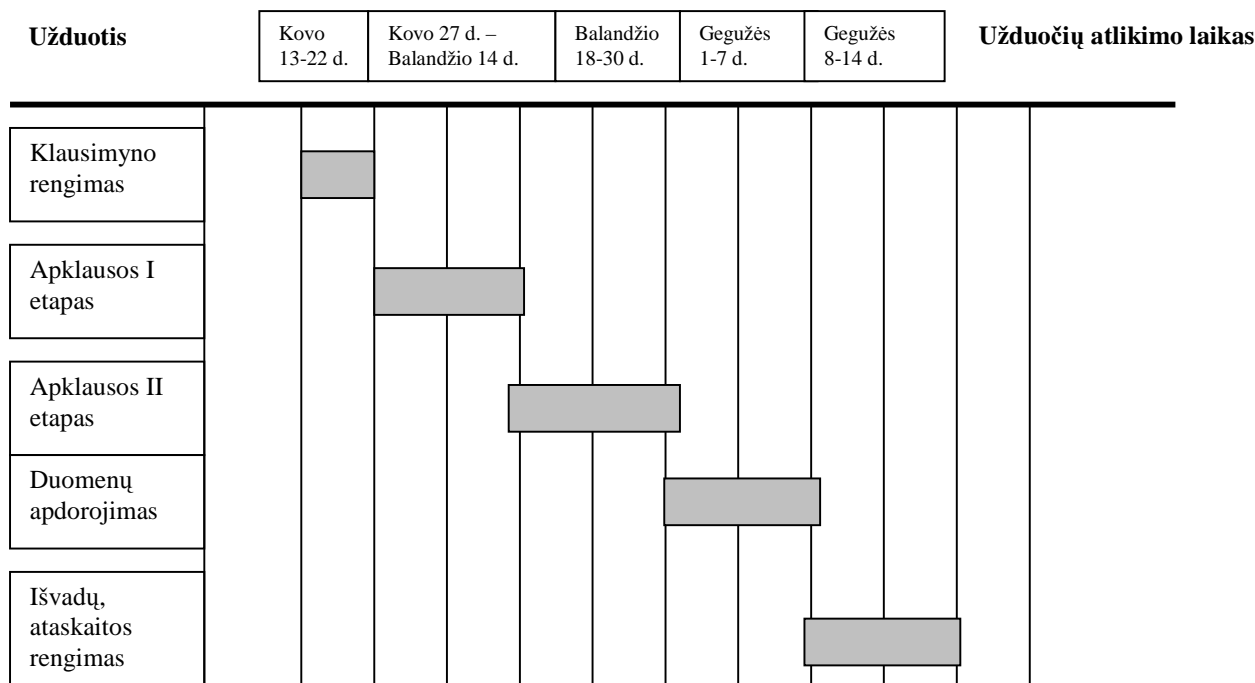 Užduotis
Kovo
13-22 d.
Kovo 27 d. –
Balandžio 14 d.
Balandžio
18-30 d.
Gegužės
1-7 d.
Gegužės
8-14 d.
Užduočių atlikimo laikas
Klausimyno
rengimas
Apklausos I
etapas
Apklausos II
etapas
Duomenų
apdorojimas
Išvadų,
ataskaitos
rengimas